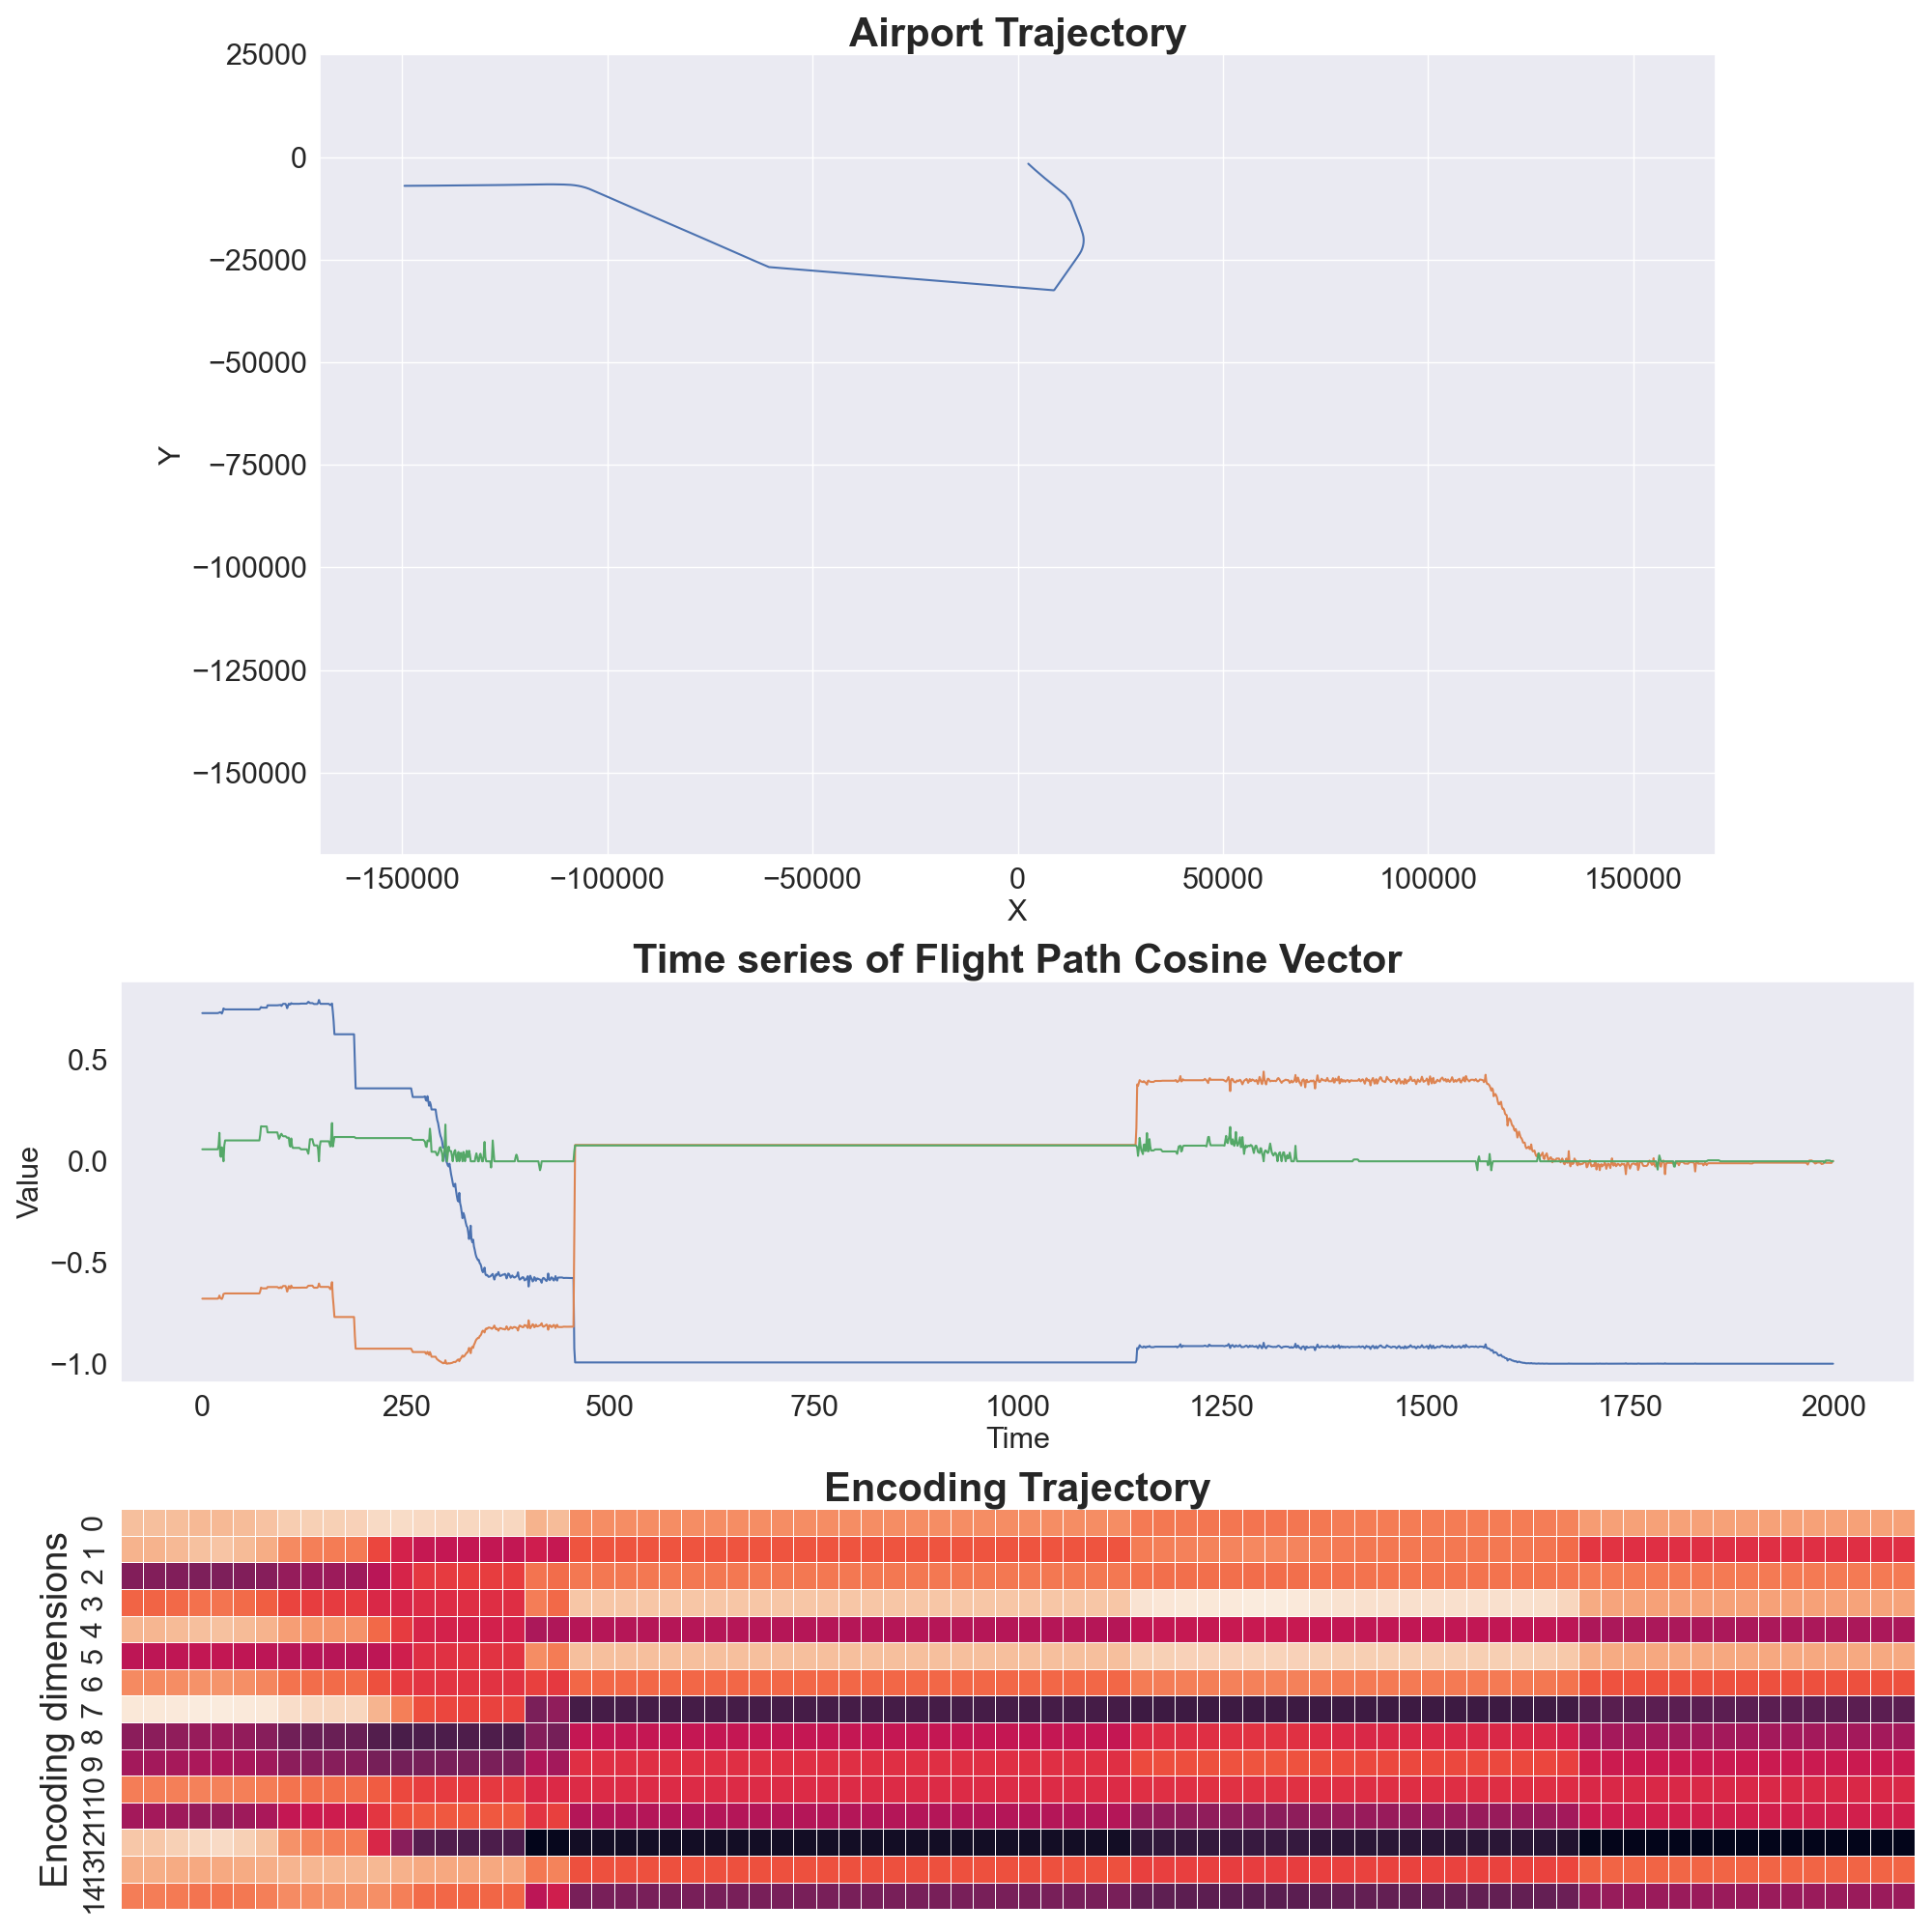 Airport Trajectory
25000
0
−25000
−50000
−75000
−100000
−125000
−150000
Y
−150000 −100000 −50000 0 50000 100000 150000
X
Time series of Flight Path Cosine Vector
0.5
0.0
−0.5
−1.0
Value
0 250 500 750 1000 1250 1500 1750 2000
Time
Encoding Trajectory
Encoding dimensions
0
1
2
3
4
5
6
7
8
9
10
11
12
13
14